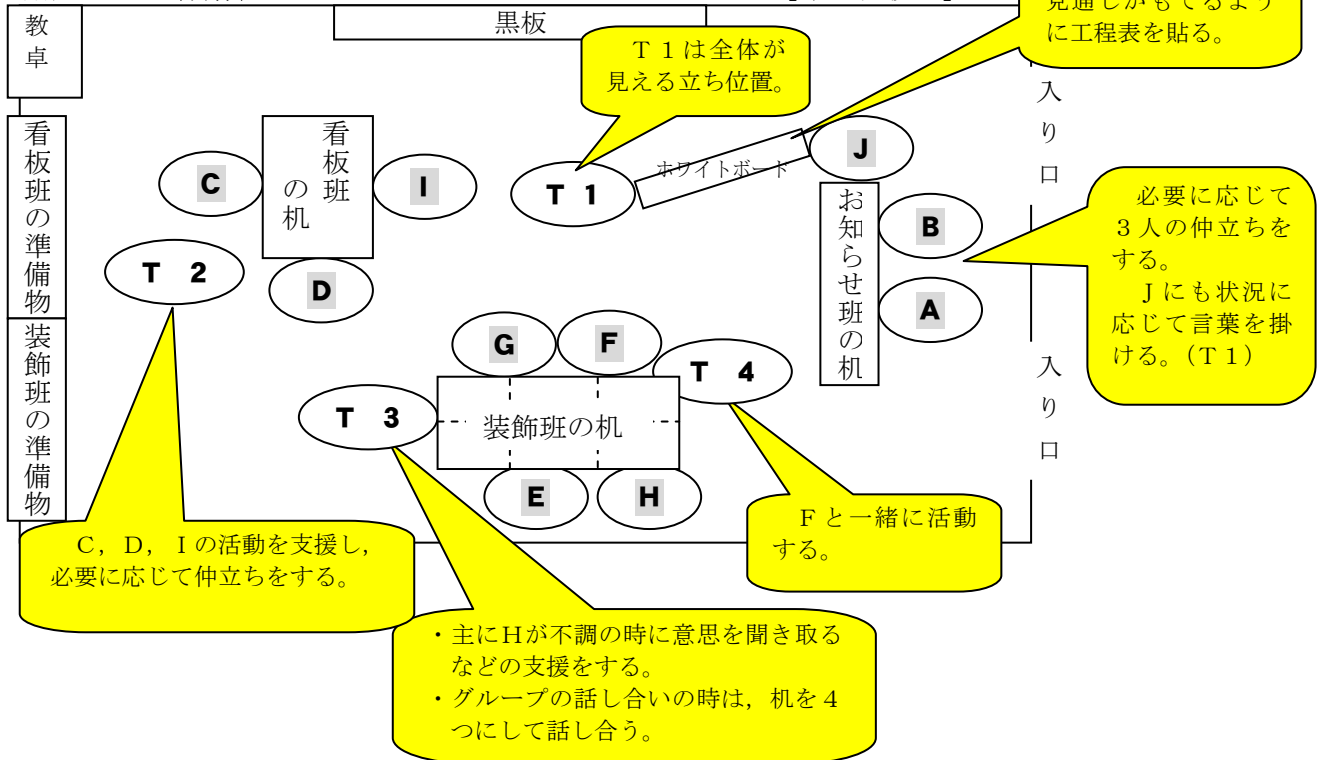 見通しがもてるよう
に工程表を貼る。
教
卓
黒板
T1は全体が
見える立ち位置。
入り口
看板班の準備物
看板班
の机
C
I
T 1
ホワイトボード
J
お知らせ班の机
B
A
必要に応じて
3人の仲立ちを
する。
Jにも状況に
応じて言葉を掛
ける。(T1)
T 2
D
装飾班の準備物
G
F
T 4
T 3
装飾班の机
E
H
入り口
Fと一緒に活動
する。
C,D,Iの活動を支援し,
必要に応じて仲立ちをする。
・主にHが不調の時に意思を聞き取る
などの支援をする。
・グループの話し合いの時は,机を4
つにして話し合う。